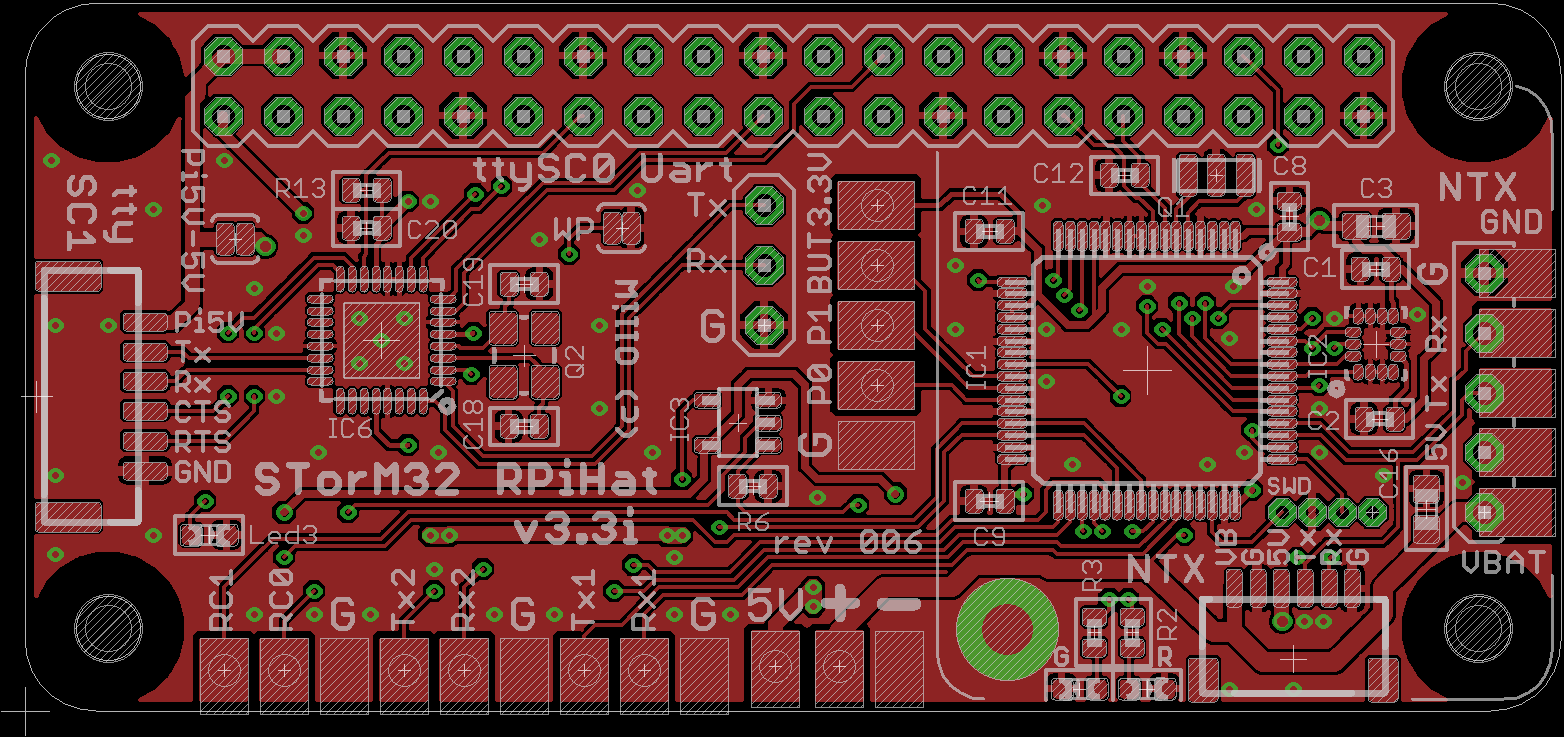 ttySC0 Uart
tty
SC1
Pi5V-5V
R13
C20
WP
Tx
Rx
G
3.3V
BUT
P1
P0
G
C11
C12
Q1
C8
C3
NTX
GND
C1
G
Rx
Tx
5V
VBAT
IC2
C2
C16
IC1
C19
Q2
C18
IC6
IC3
R6
Pi5V
Tx
Rx
CTS
RTS
GND
STorM32 RPiHat
v3.3i
rev 006
Led3
C9
SWD
NTX
VB
G
5V
Tx
Rx
G
R3
R2
G
R
RC1
RC0
G
Tx2
Rx2
G
Tx1
Rx1
G
5V
+
-